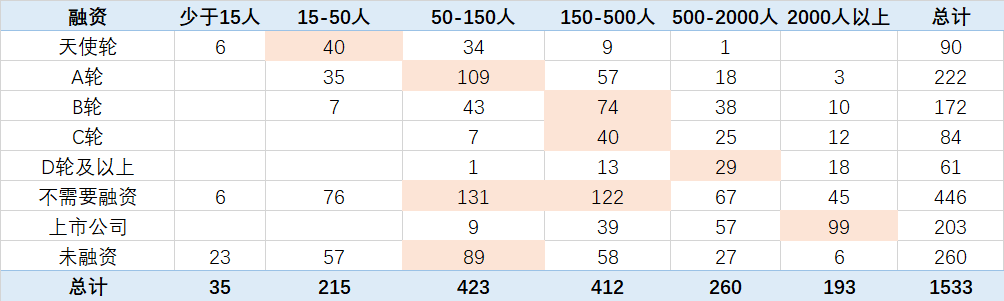 融资 少于15人 15-50人 50-150人 150-500人 500-2000人 2000人以上 总计
天使轮 6 40 34 9 1 90
A轮 35 109 57 18 3 222
B轮 7 43 74 38 10 172
C轮 7 40 25 12 84
D轮及以上 1 13 29 18 61
不需要融资 6 76 131 122 67 45 446
上市公司 9 39 57 99 203
未融资 23 57 89 58 27 6 260
总计 35 215 423 412 260 193 1533